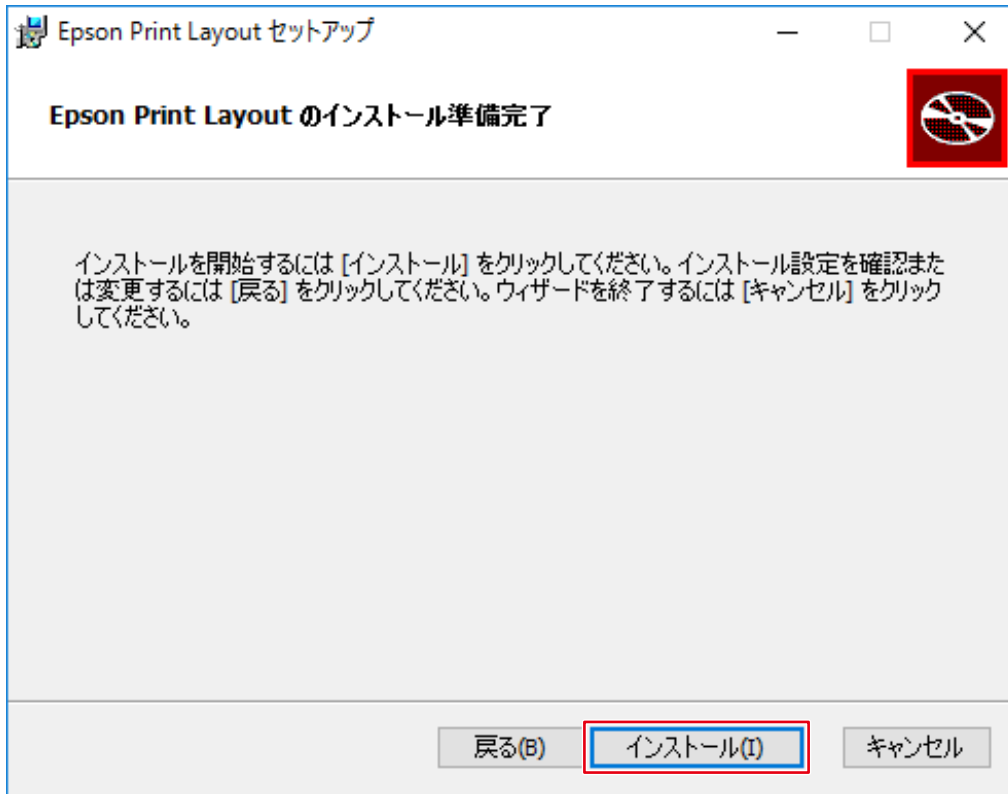 Epson Print Layout セットアップ
Epson Print Layout のインストール準備完了
インストールを開始するには [インストール] をクリックしてください。インストール設定を確認また
は変更するには [戻る] をクリックしてください。ウィザードを終了するには [キャンセル] をクリック
してください。
戻る(B) インストール(I) キャンセル